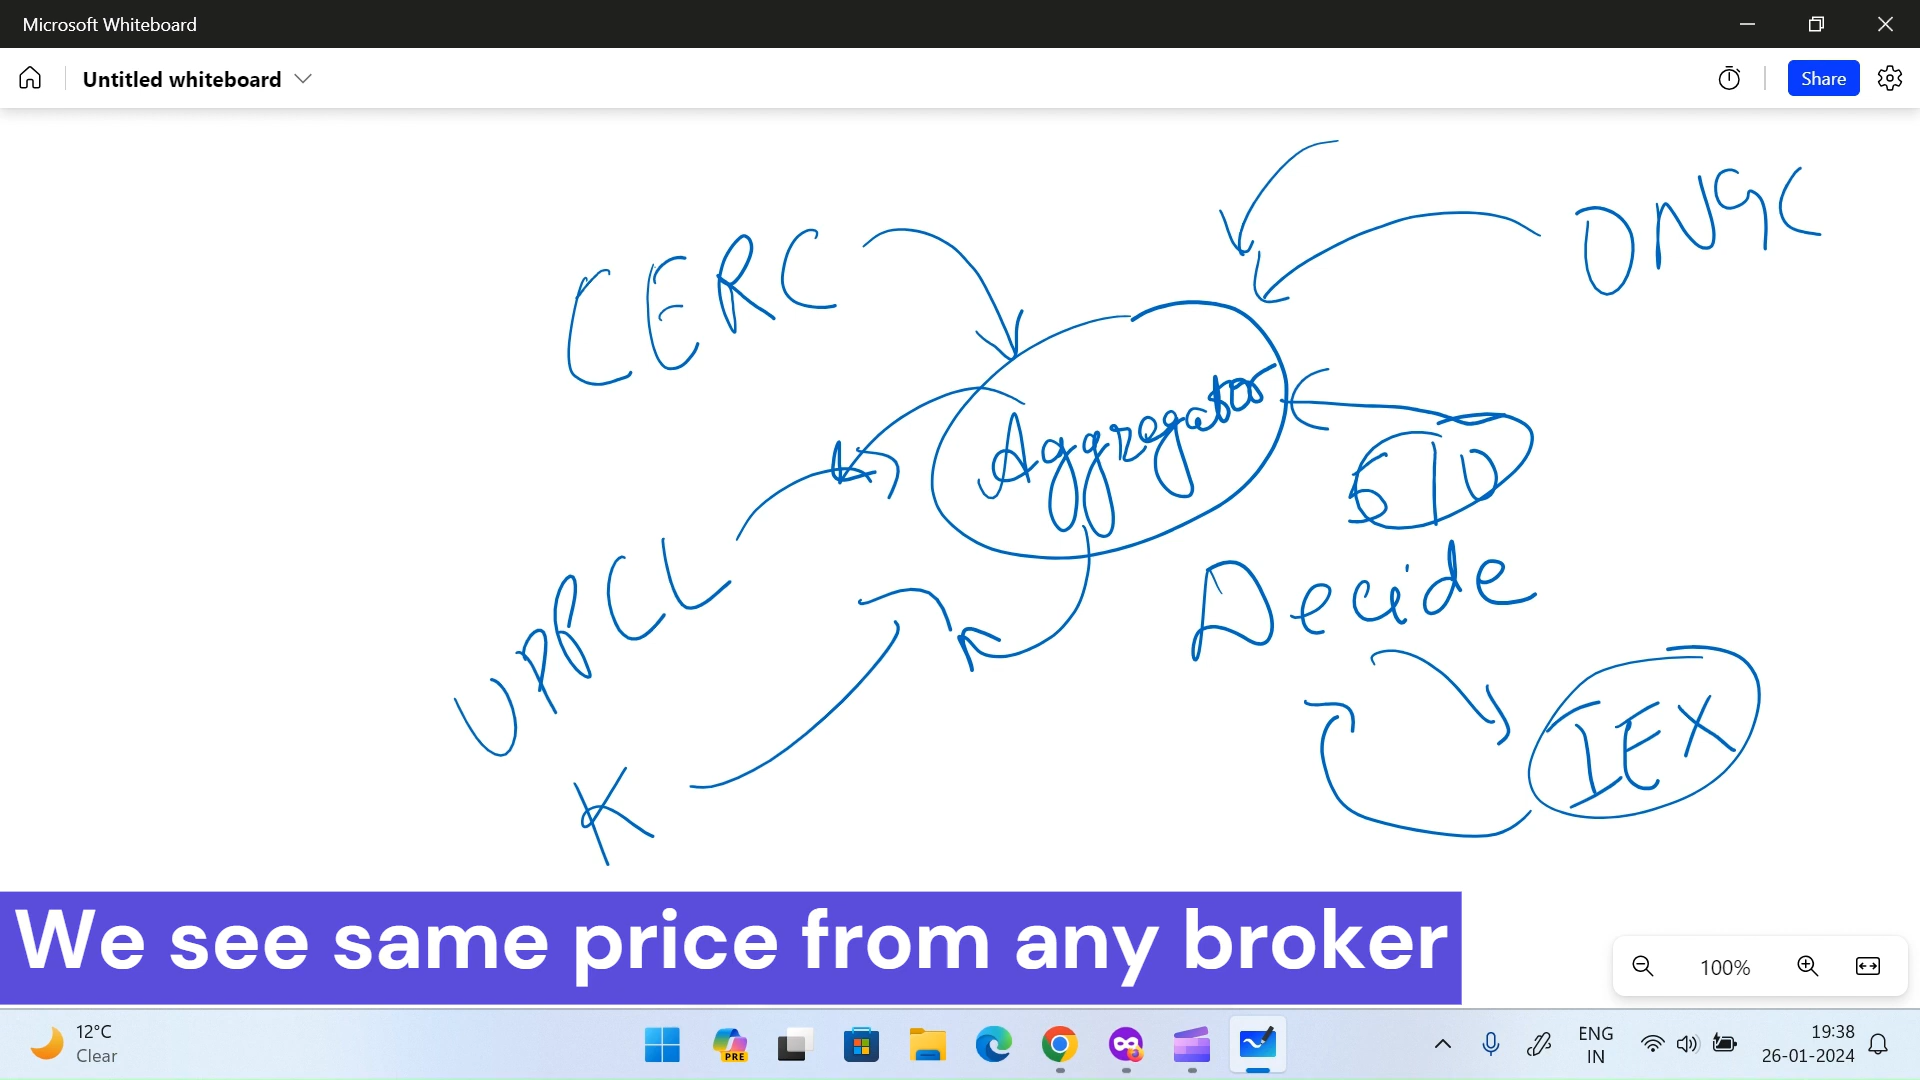 Microsoft Whiteboard
Untitled whiteboard
Share
ONGC
CERC
Aggregator
Decide
UPPCL
IEX
K
We see same price from any broker
100%
12°C
Clear
PRE
ENG
IN
19:38
26-01-2024